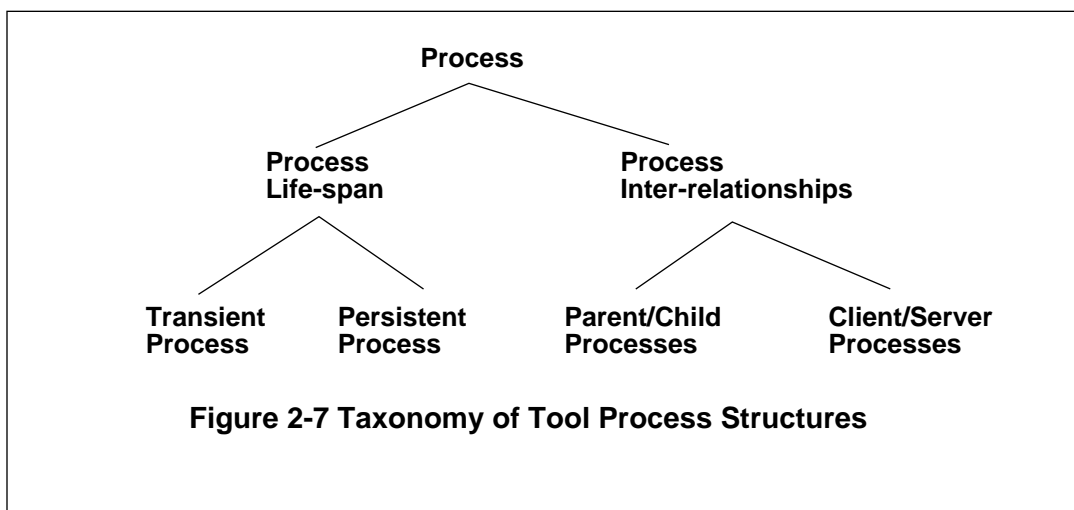 Process
Process
Life-span
Process
Inter-relationships
Transient
Process
Persistent
Process
Parent/Child
Processes
Client/Server
Processes
Figure 2-7 Taxonomy of Tool Process Structures